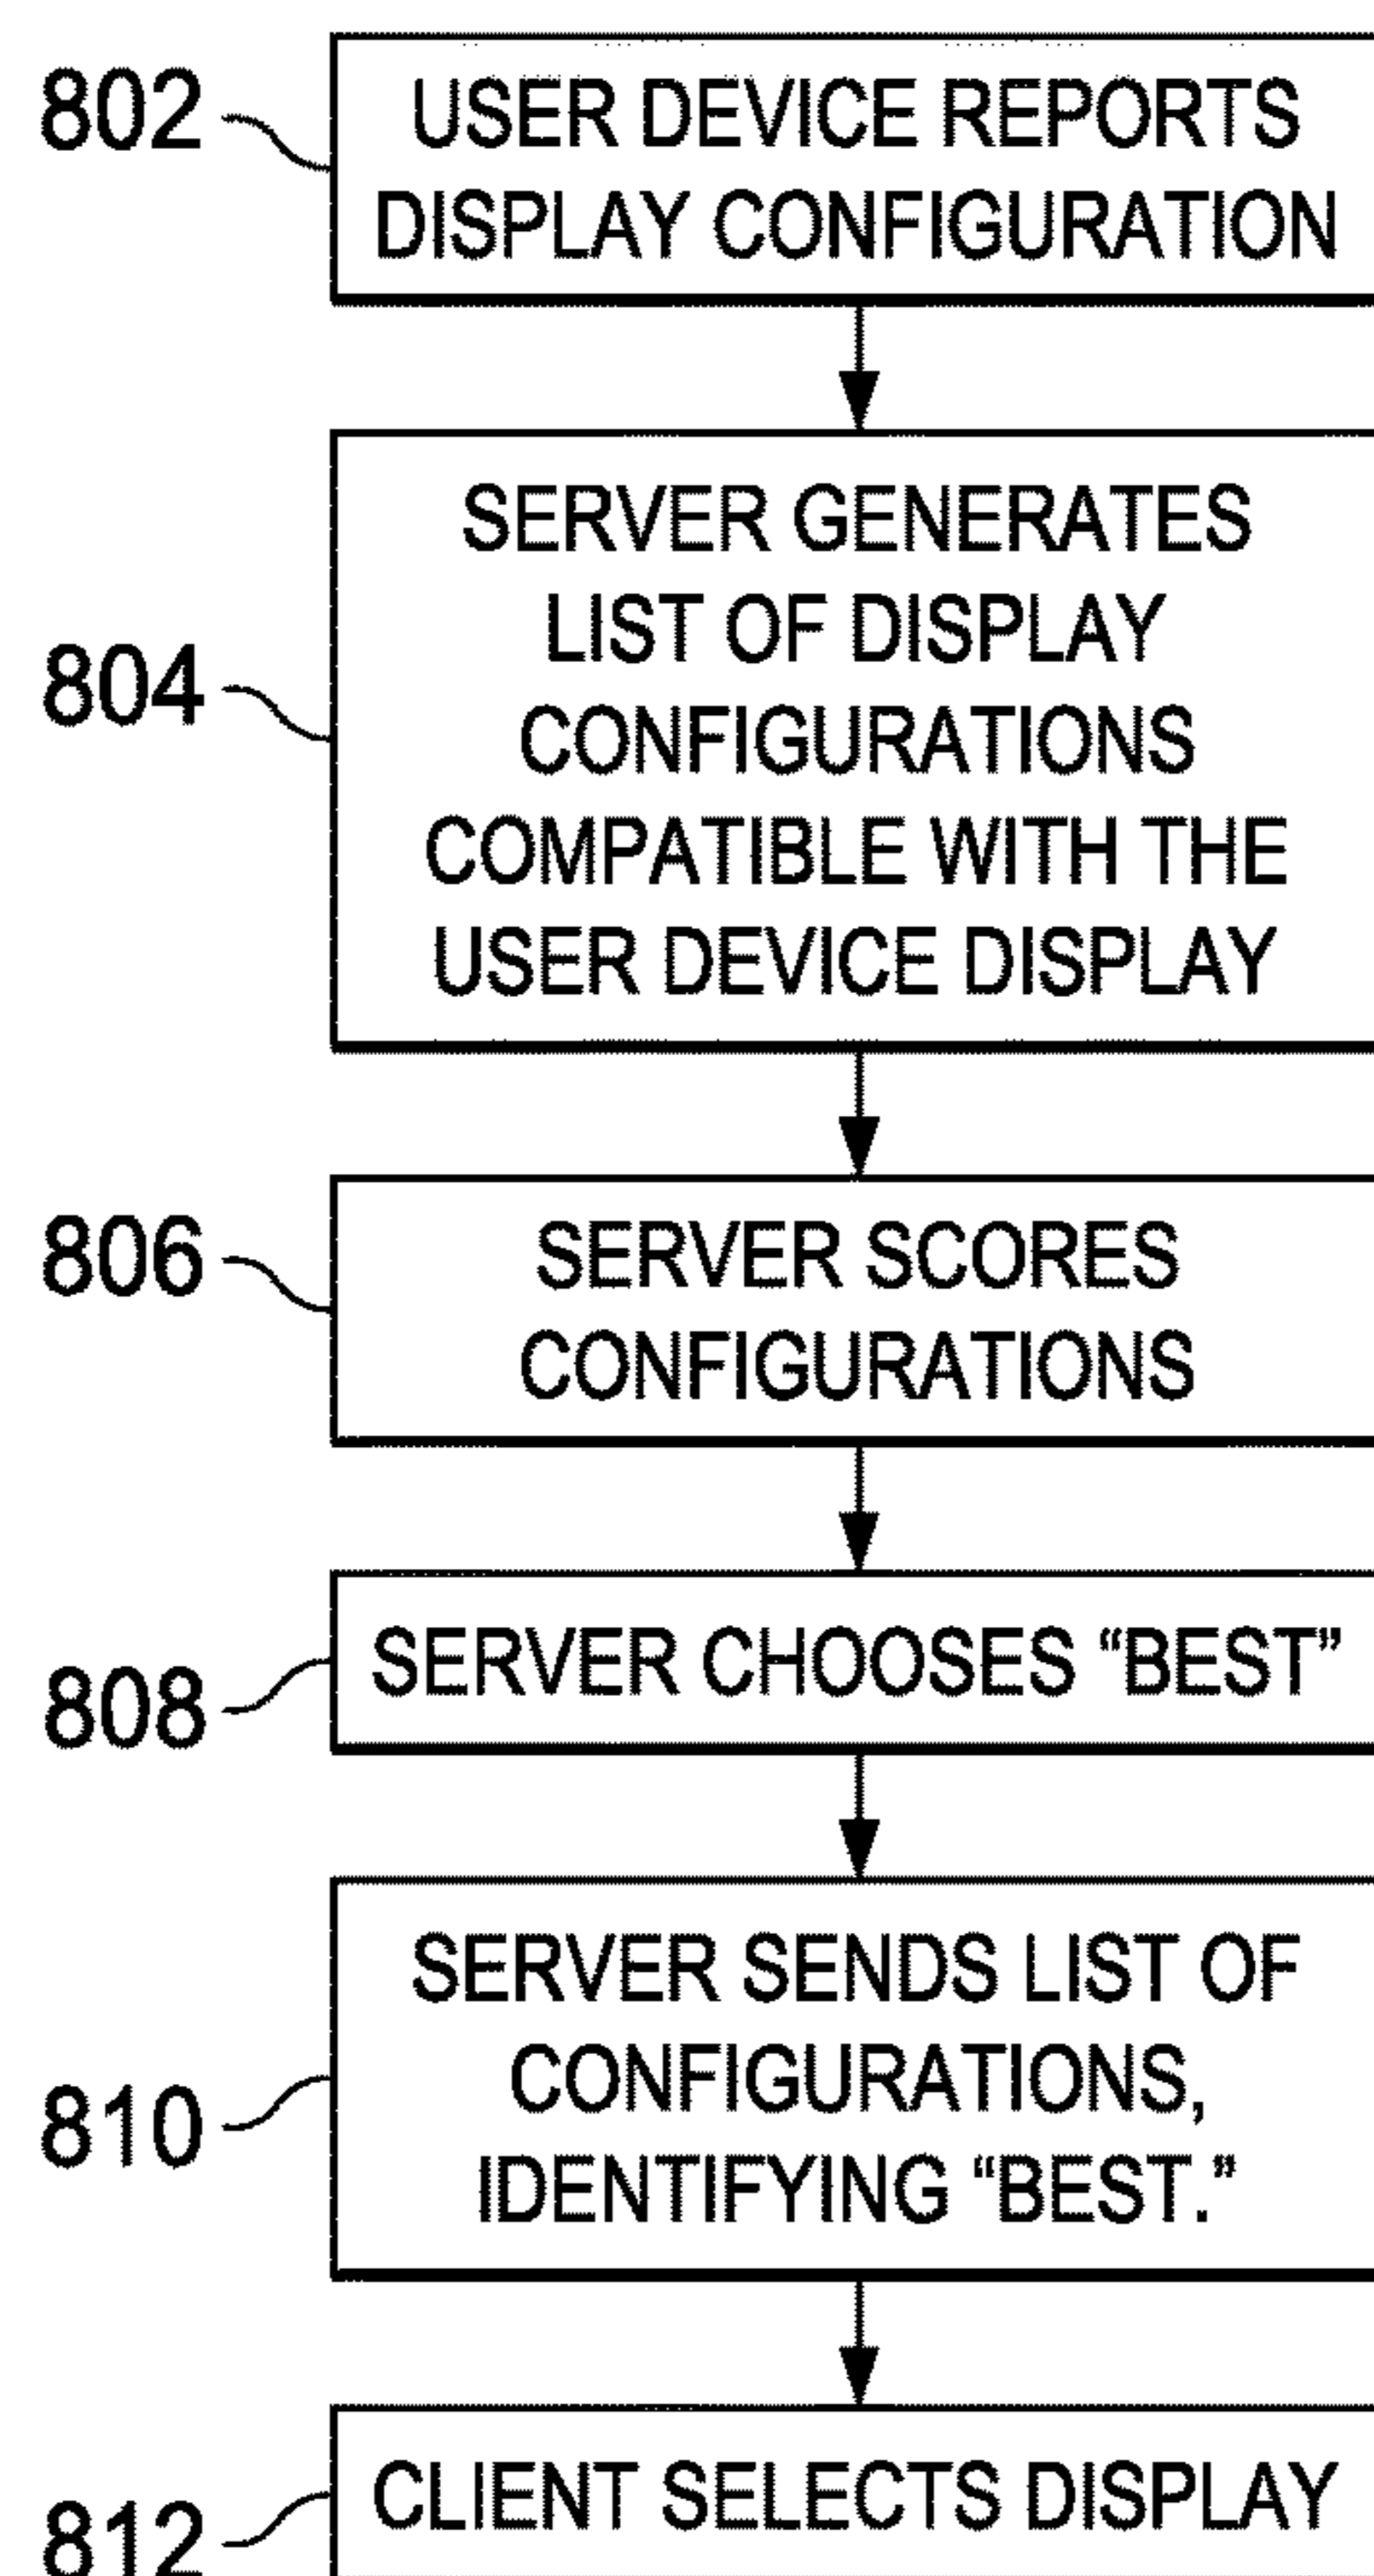 802
USER DEVICE REPORTS
DISPLAY CONFIGURATION
804
SERVER GENERATES
LIST OF DISPLAY
CONFIGURATIONS
COMPATIBLE WITH THE
USER DEVICE DISPLAY
806
SERVER SCORES
CONFIGURATIONS
808
SERVER CHOOSES “BEST”
810
SERVER SENDS LIST OF
CONFIGURATIONS,
IDENTIFYING “BEST.”
812
CLIENT SELECTS DISPLAY